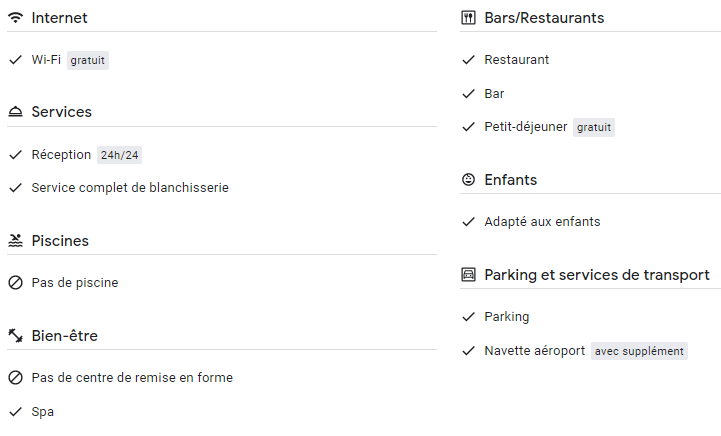 Internet
Wi-Fi gratuit
Services
Réception 24h/24
Service complet de blanchisserie
Piscines
Pas de piscine
Bien-être
Pas de centre de remise en forme
Spa
Bars/Restaurants
Restaurant
Bar
Petit-déjeuner gratuit
Enfants
Adapté aux enfants
Parking et services de transport
Parking
Navette aéroport avec supplément